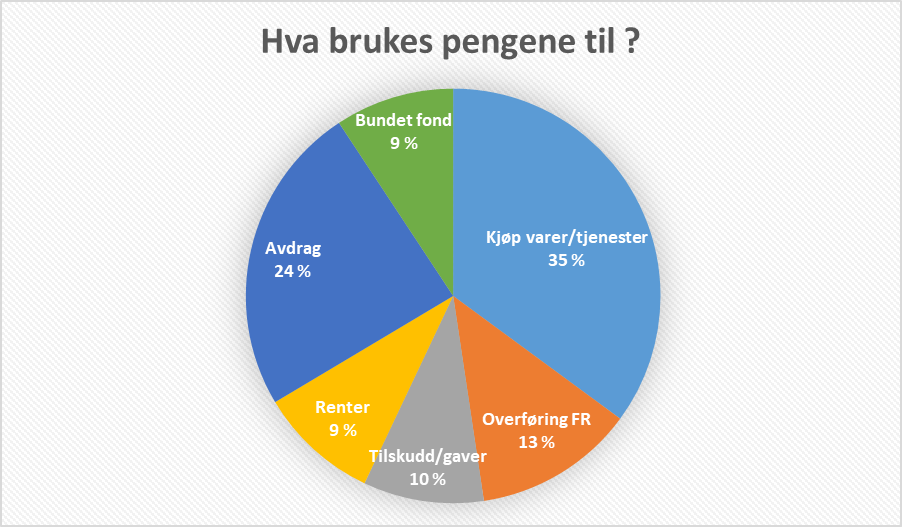 Hva brukes pengene til ?
Bundet fond
9 %
Kjøp varer/tjenester
35 %
Avdrag
24 %
Renter
9 %
Overføring FR
13 %
Tilskudd/gaver
10 %